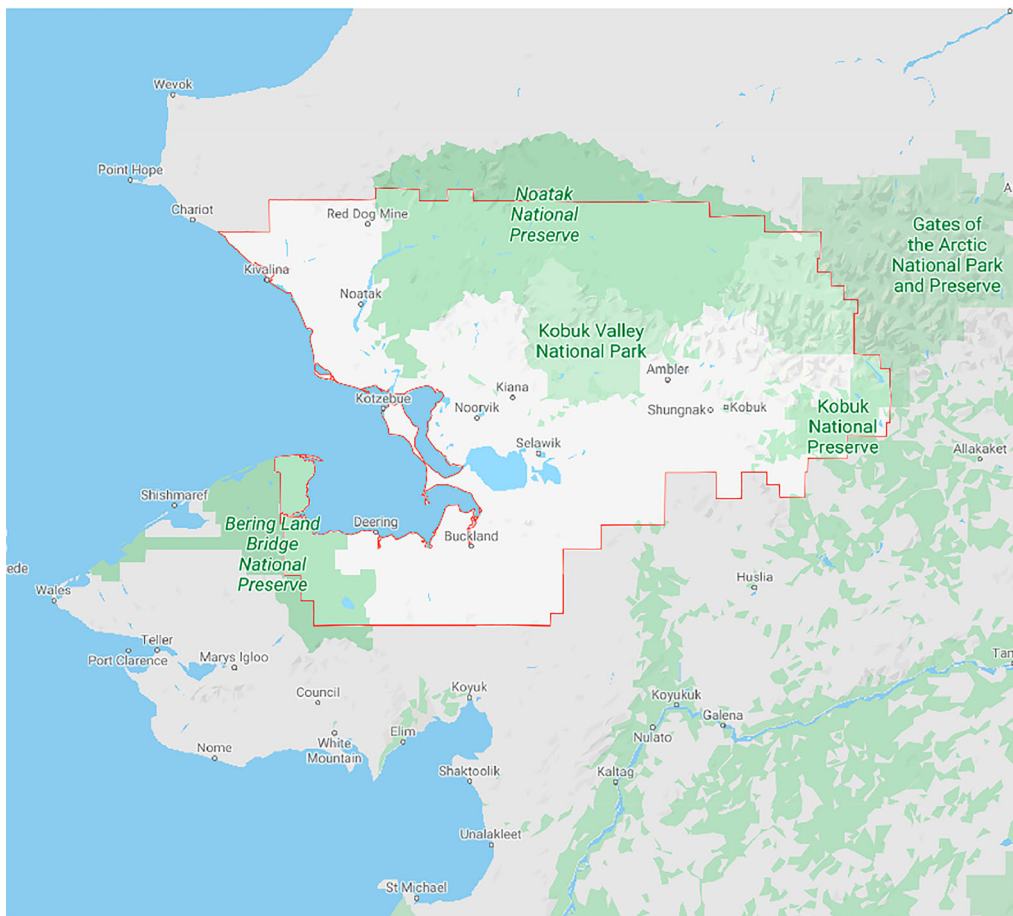 Wevok
Point Hope
Chariot
Noatak
National
Preserve
Red Dog Mine
Gates of
the Arctic
National Park
and Preserve
A
Kivalina
Noatak
Kobuk Valley
National Park
Ambler
Kotzebue
Kiana
Noorvik
Shungnak
Kobuk
Kobuk
National
Preserve
Selawik
Allakaket
Shishmaref
Bering Land
Bridge
National
Preserve
Deering
Buckland
ede
Wales
Huslia
Teller
Port Clarence
Marys Igloo
Tan
Council
Koyuk
Koyukuk
Galena
Nulato
White
Mountain
Elim
Nome
Shaktoolik
Kaltag
Unalakleet
St Michael